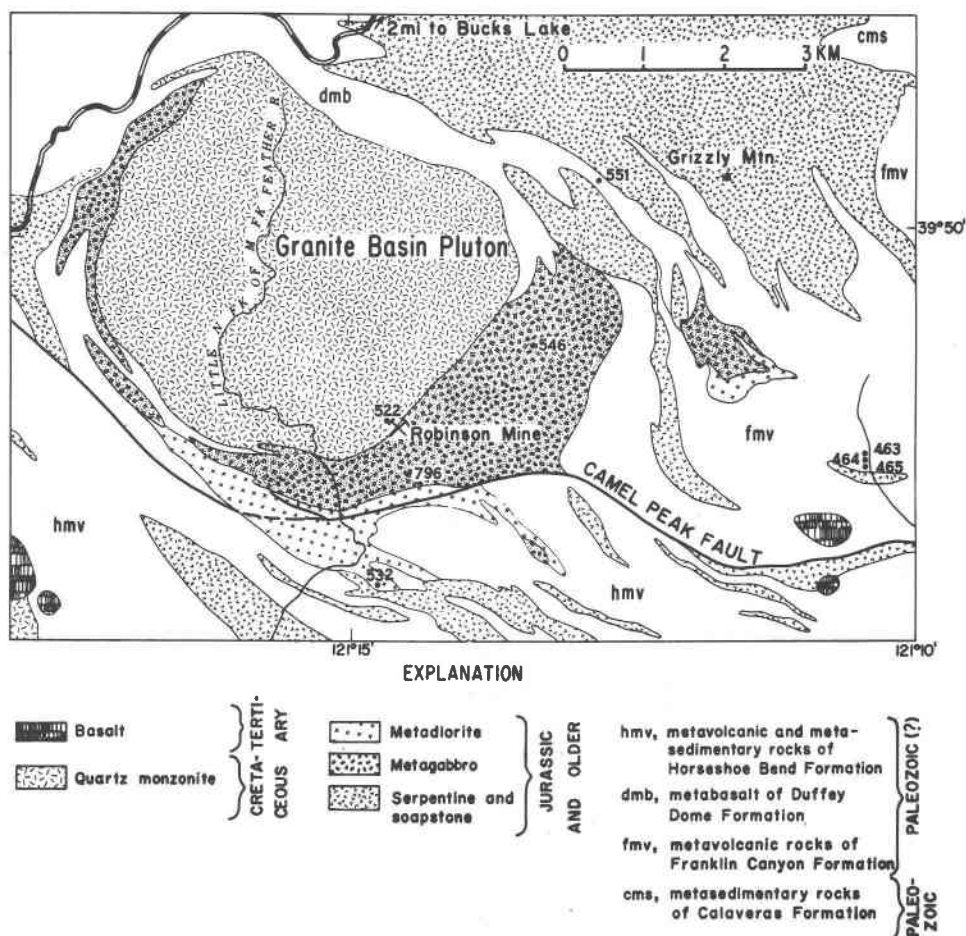 2mi to Bucks Lake
cms
0 1 2 3 KM
dmb
Grizzly Mtn.
551
fmv
39°50'
LITTLE N FK OF M FK FEATHER R
Granite Basin Pluton
546
522
Robinson Mine
fmv
796
464
463
465
CAMEL PEAK FAULT
hmv
532
hmv
121°15'
121°10'
EXPLANATION
Basalt
Quartz monzonite
CRETA- TERTI-
CEOUS ARY
Metadiorite
Metagabbro
Serpentine and
soapstone
JURASSIC
AND OLDER
hmv, metavolcanic and meta-
sedimentary rocks of
Horseshoe Bend Formation
dmb, metabasalt of Duffey
Dome Formation
fmv, metavolcanic rocks of
Franklin Canyon Formation
cms, metasedimentary rocks
of Calaveras Formation
PALEOZOIC (?)
PALEO-
ZOIC